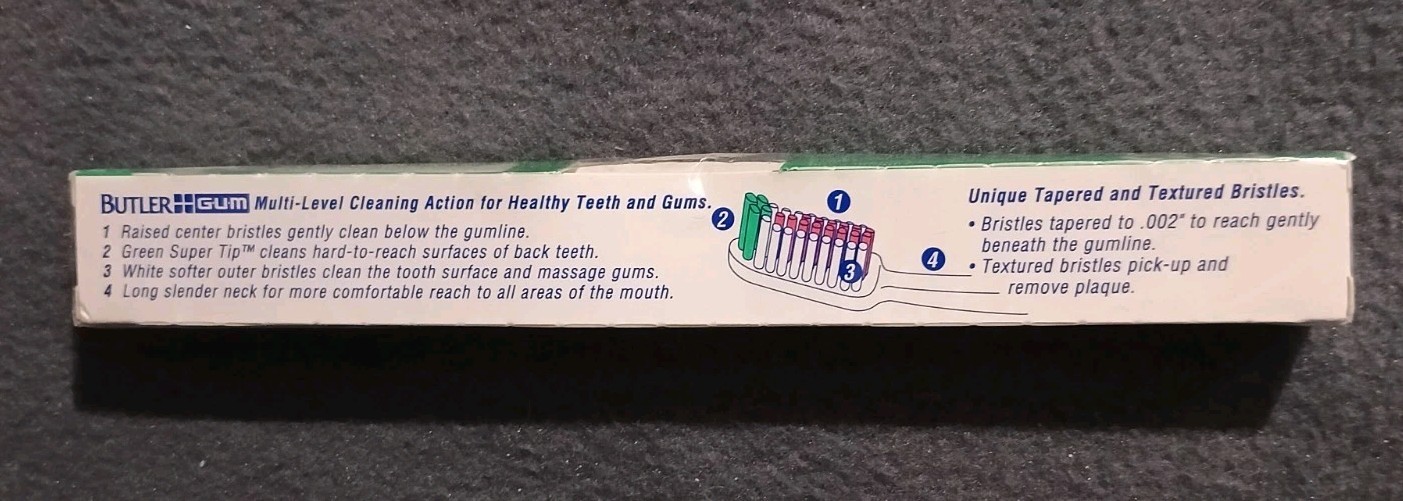 BUTLER GUM Multi-Level Cleaning Action for Healthy Teeth and Gums.
1 Raised center bristles gently clean below the gumline.
2 Green Super Tip™ cleans hard-to-reach surfaces of back teeth.
3 White softer outer bristles clean the tooth surface and massage gums.
4 Long slender neck for more comfortable reach to all areas of the mouth.
2
1
3
4
Unique Tapered and Textured Bristles.
• Bristles tapered to .002" to reach gently
beneath the gumline.
• Textured bristles pick-up and
remove plaque.